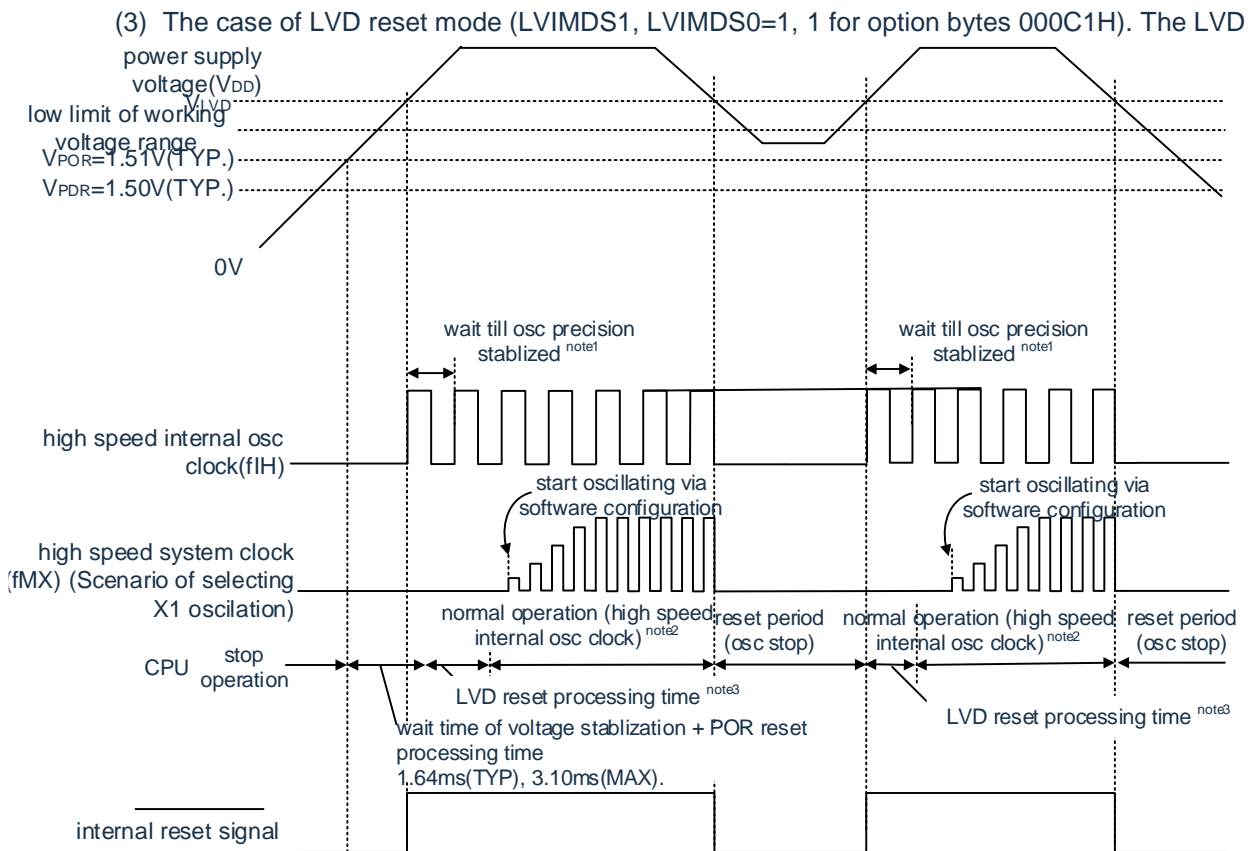 (3) The case of LVD reset mode (LVIMDS1, LVIMDS0=1, 1 for option bytes 000C1H). The LVD
power supply
voltage(VDD)
VLVD
low limit of working
voltage range
VPOR=1.51V(TYP.)
VPDR=1.50V(TYP.)
0V
wait till osc precision
stablized note1
wait till osc precision
stablized note1
high speed internal osc
clock(fIH)
start oscillating via
software configuration
start oscillating via
software configuration
high speed system clock
(fMX) (Scenario of selecting
X1 oscilation)
normal operation (high speed
internal osc clock) note2
reset period
(osc stop)
normal operation (high speed
internal osc clock) note2
reset period
(osc stop)
CPU
stop
operation
LVD reset processing time note3
LVD reset processing time note3
wait time of voltage stablization + POR reset
processing time
1.64ms(TYP), 3.10ms(MAX).
internal reset signal